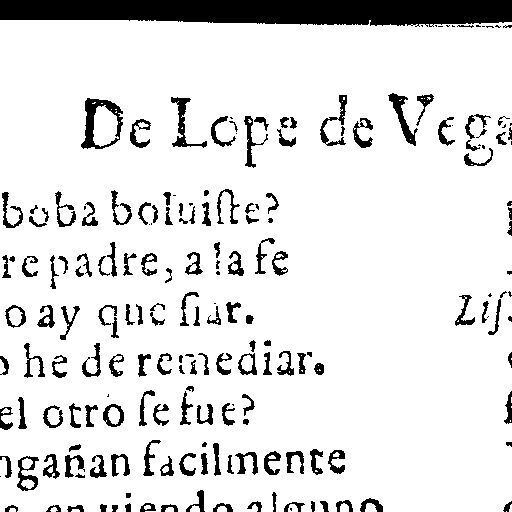 De Lope de Vega
boba boluiſte?
re padre, a la fe
o ay que fiar.
Liſ
o he de remediar.
el otro ſe fue?
ngañan facilmente
en viendo alguno